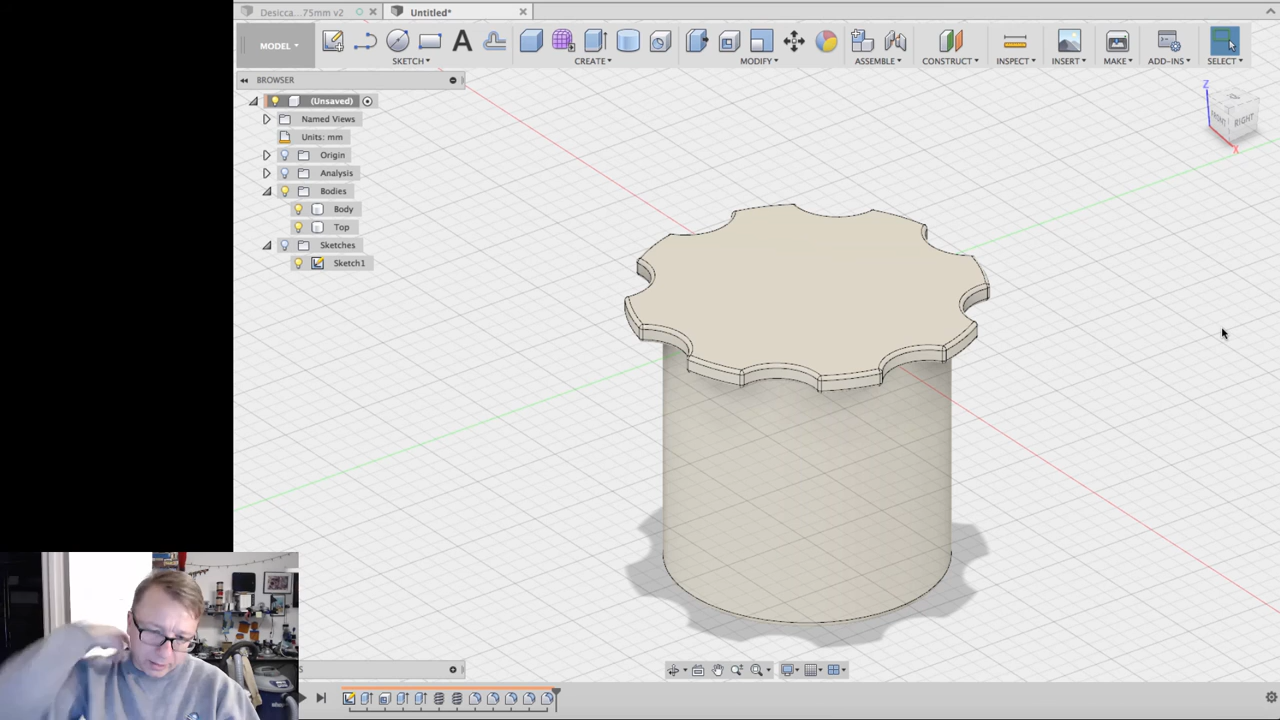 Desicca...75mm v2
Untitled*
MODEL
SKETCH
CREATE
MODIFY
ASSEMBLE
CONSTRUCT
INSPECT
INSERT
MAKE
ADD-INS
SELECT
BROWSER
(Unsaved)
Named Views
Units: mm
Origin
Analysis
Bodies
Body
Top
Sketches
Sketch1
Z
FRONT
RIGHT
X
S